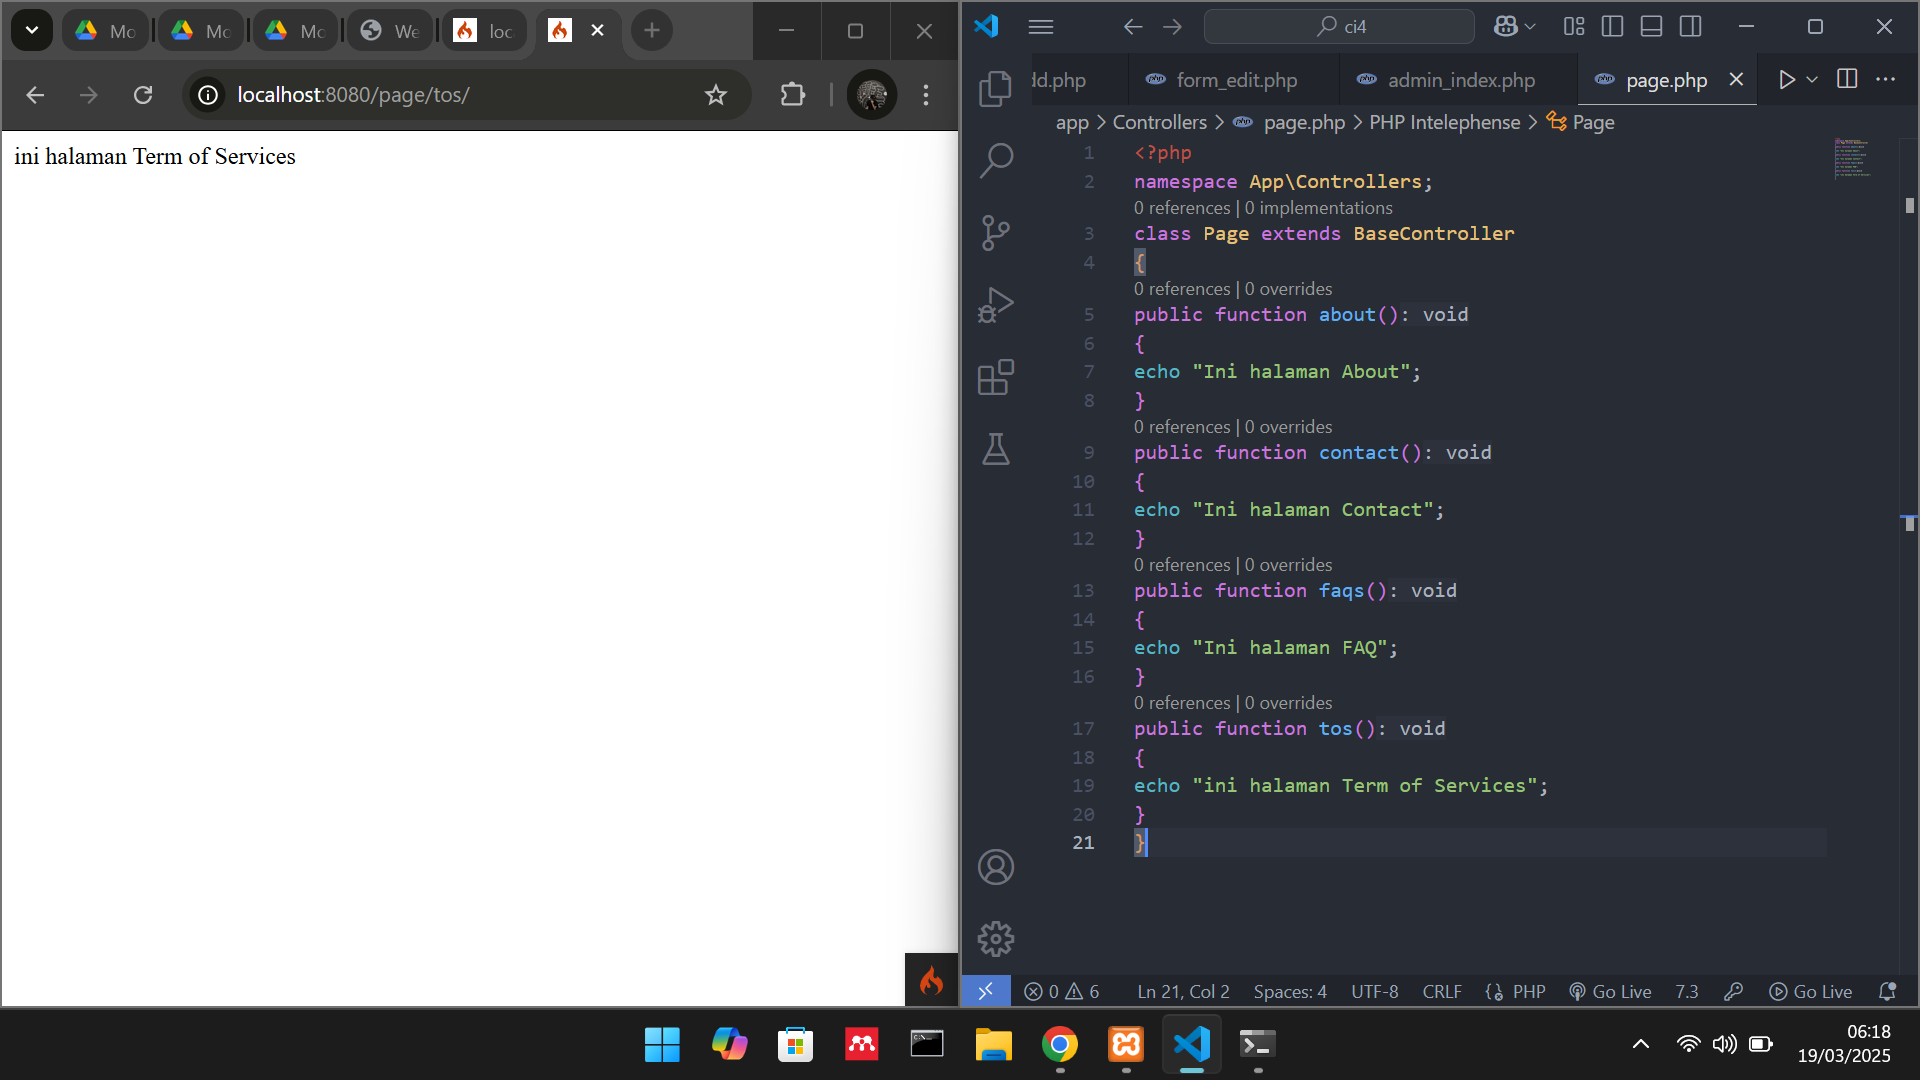 Mo
Mo
Mo
We
loc
localhost:8080/page/tos/
ini halaman Term of Services
ci4
dd.php
form_edit.php
admin_index.php
page.php
app > Controllers > page.php > PHP Intelephense > Page
1 <?php
2 namespace App\Controllers;
0 references | 0 implementations
3 class Page extends BaseController
4 {
0 references | 0 overrides
5 public function about(): void
6 {
7 echo "Ini halaman About";
8 }
0 references | 0 overrides
9 public function contact(): void
10 {
11 echo "Ini halaman Contact";
12 }
0 references | 0 overrides
13 public function faqs(): void
14 {
15 echo "Ini halaman FAQ";
16 }
0 references | 0 overrides
17 public function tos(): void
18 {
19 echo "ini halaman Term of Services";
20 }
21 }
0 6 Ln 21, Col 2 Spaces: 4 UTF-8 CRLF PHP Go Live 7.3 Go Live
06:18
19/03/2025